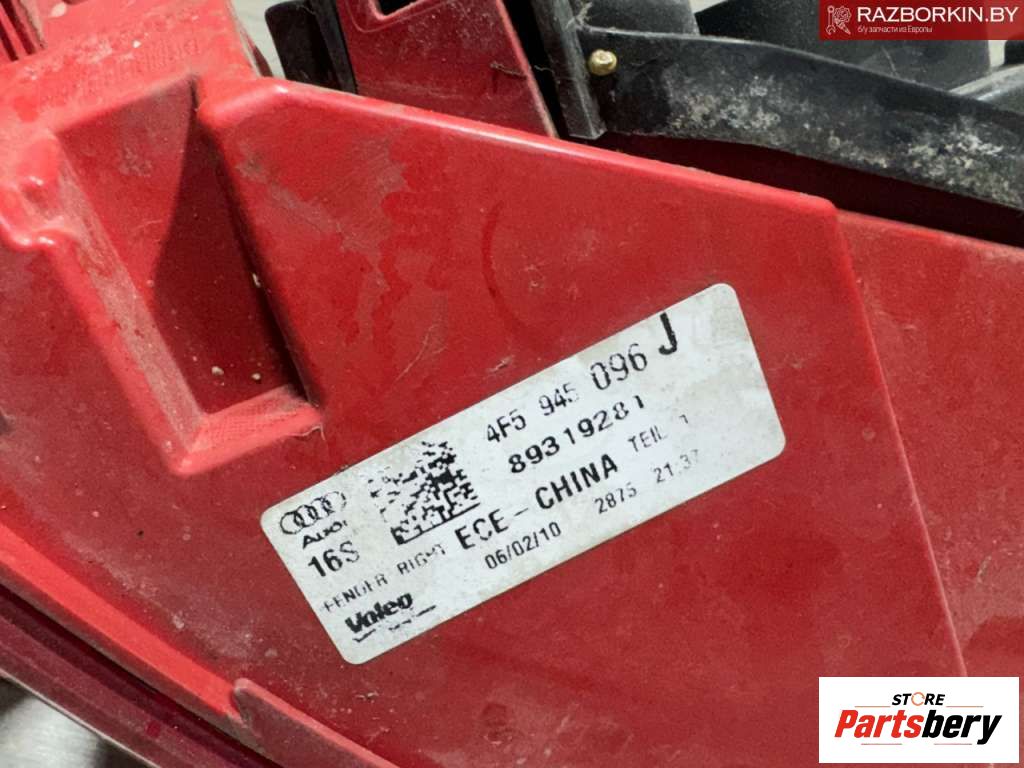 RAZBORKIN.BY
б/у запчасти из Европы
4F5 945 096 J
89319281
Audi
16S
ECE-CHINA TEIL 1
FENDER RIGHT
06/02/10 2875 21:37
Valeo
STORE
Partsbery